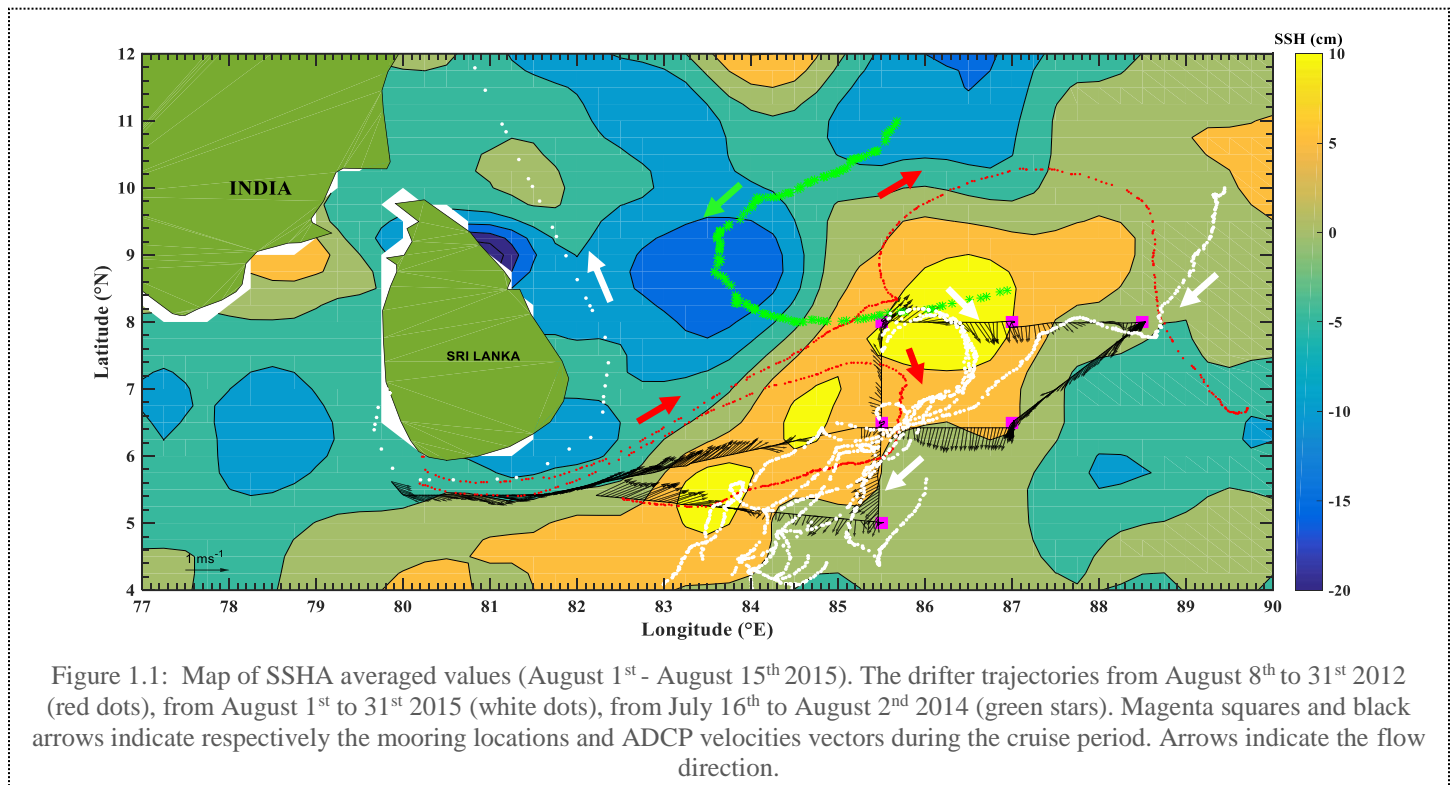 SSH (cm)
12
11
10
9
8
7
6
5
4
Latitude (°N)
INDIA
SRI LANKA
1 ms-1
77 78 79 80 81 82 83 84 85 86 87 88 89 90
Longitude (°E)
10
5
0
-5
-10
-15
-20
Figure 1.1: Map of SSHA averaged values (August 1st - August 15th 2015). The drifter trajectories from August 8th to 31st 2012
(red dots), from August 1st to 31st 2015 (white dots), from July 16th to August 2nd 2014 (green stars). Magenta squares and black
arrows indicate respectively the mooring locations and ADCP velocities vectors during the cruise period. Arrows indicate the flow
direction.